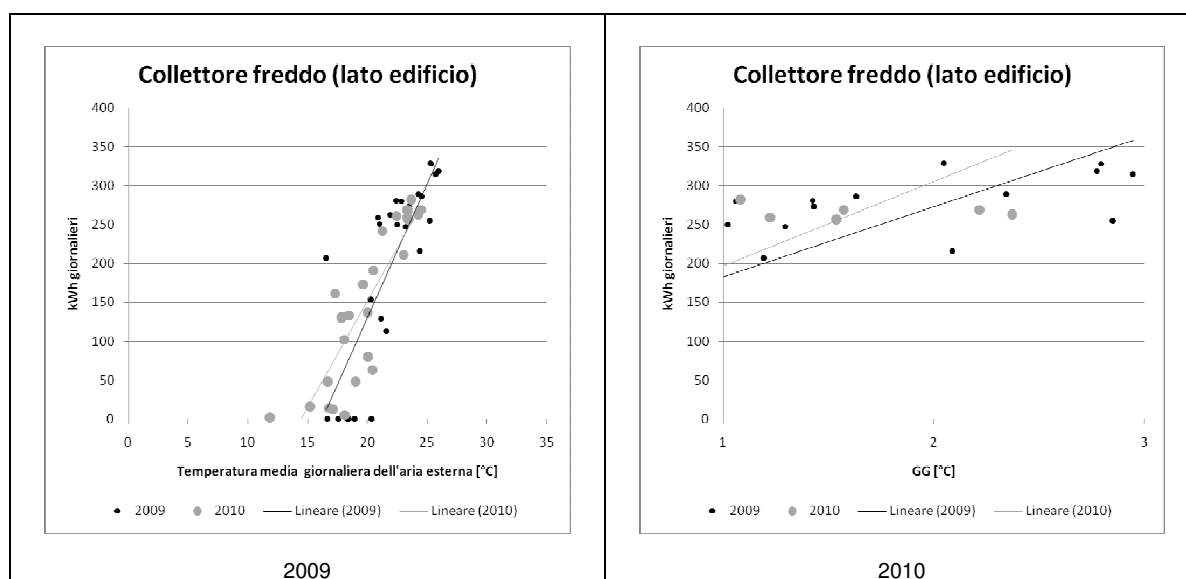 Collettore freddo (lato edificio)
400
350
300
250
200
150
100
50
0
kWh giornalieri
0 5 10 15 20 25 30 35
Temperatura media giornaliera dell'aria esterna [°C]
2009 2010 Lineare (2009) Lineare (2010)
2009
Collettore freddo (lato edificio)
400
350
300
250
200
150
100
50
0
kWh giornalieri
1 2 3
GG [°C]
2009 2010 Lineare (2009) Lineare (2010)
2010